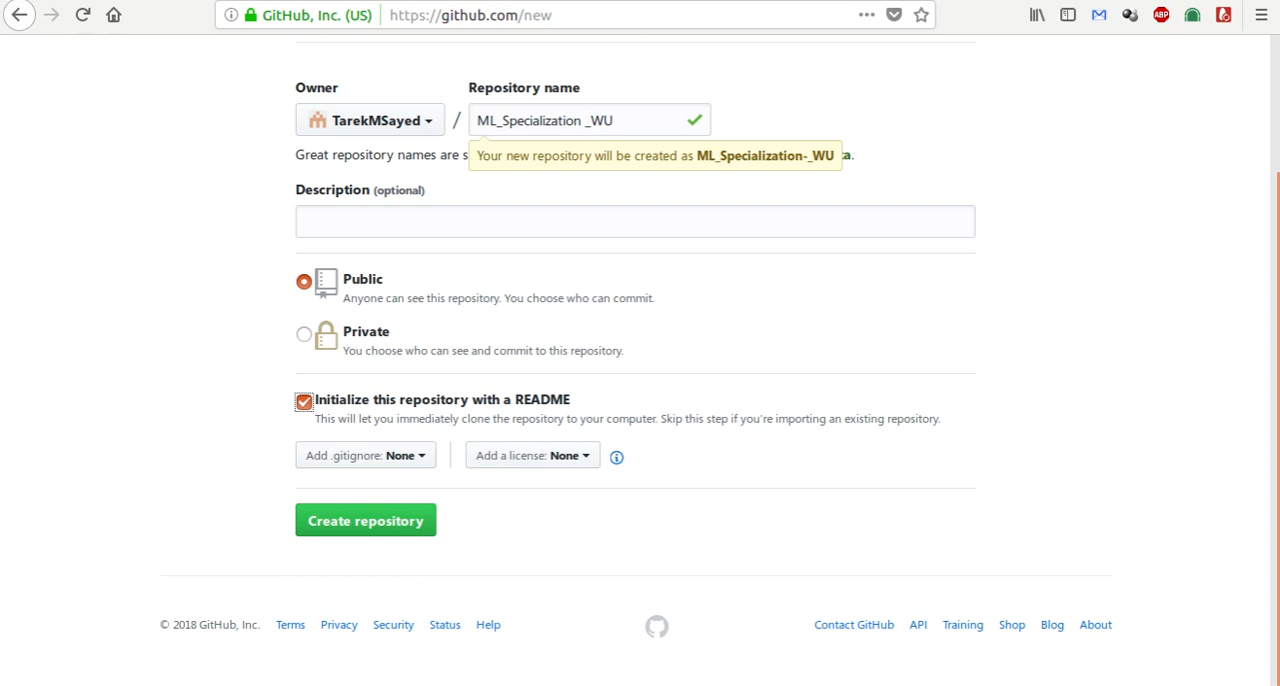 GitHub, Inc. (US) https://github.com/new
ABP
Owner Repository name
TarekMSayed / ML_Specialization _WU
Great repository names are s
Your new repository will be created as ML_Specialization-_WU
a.
Description (optional)
Public
Anyone can see this repository. You choose who can commit.
Private
You choose who can see and commit to this repository.
Initialize this repository with a README
This will let you immediately clone the repository to your computer. Skip this step if you're importing an existing repository.
Add .gitignore: None Add a license: None
Create repository
© 2018 GitHub, Inc. Terms Privacy Security Status Help Contact GitHub API Training Shop Blog About